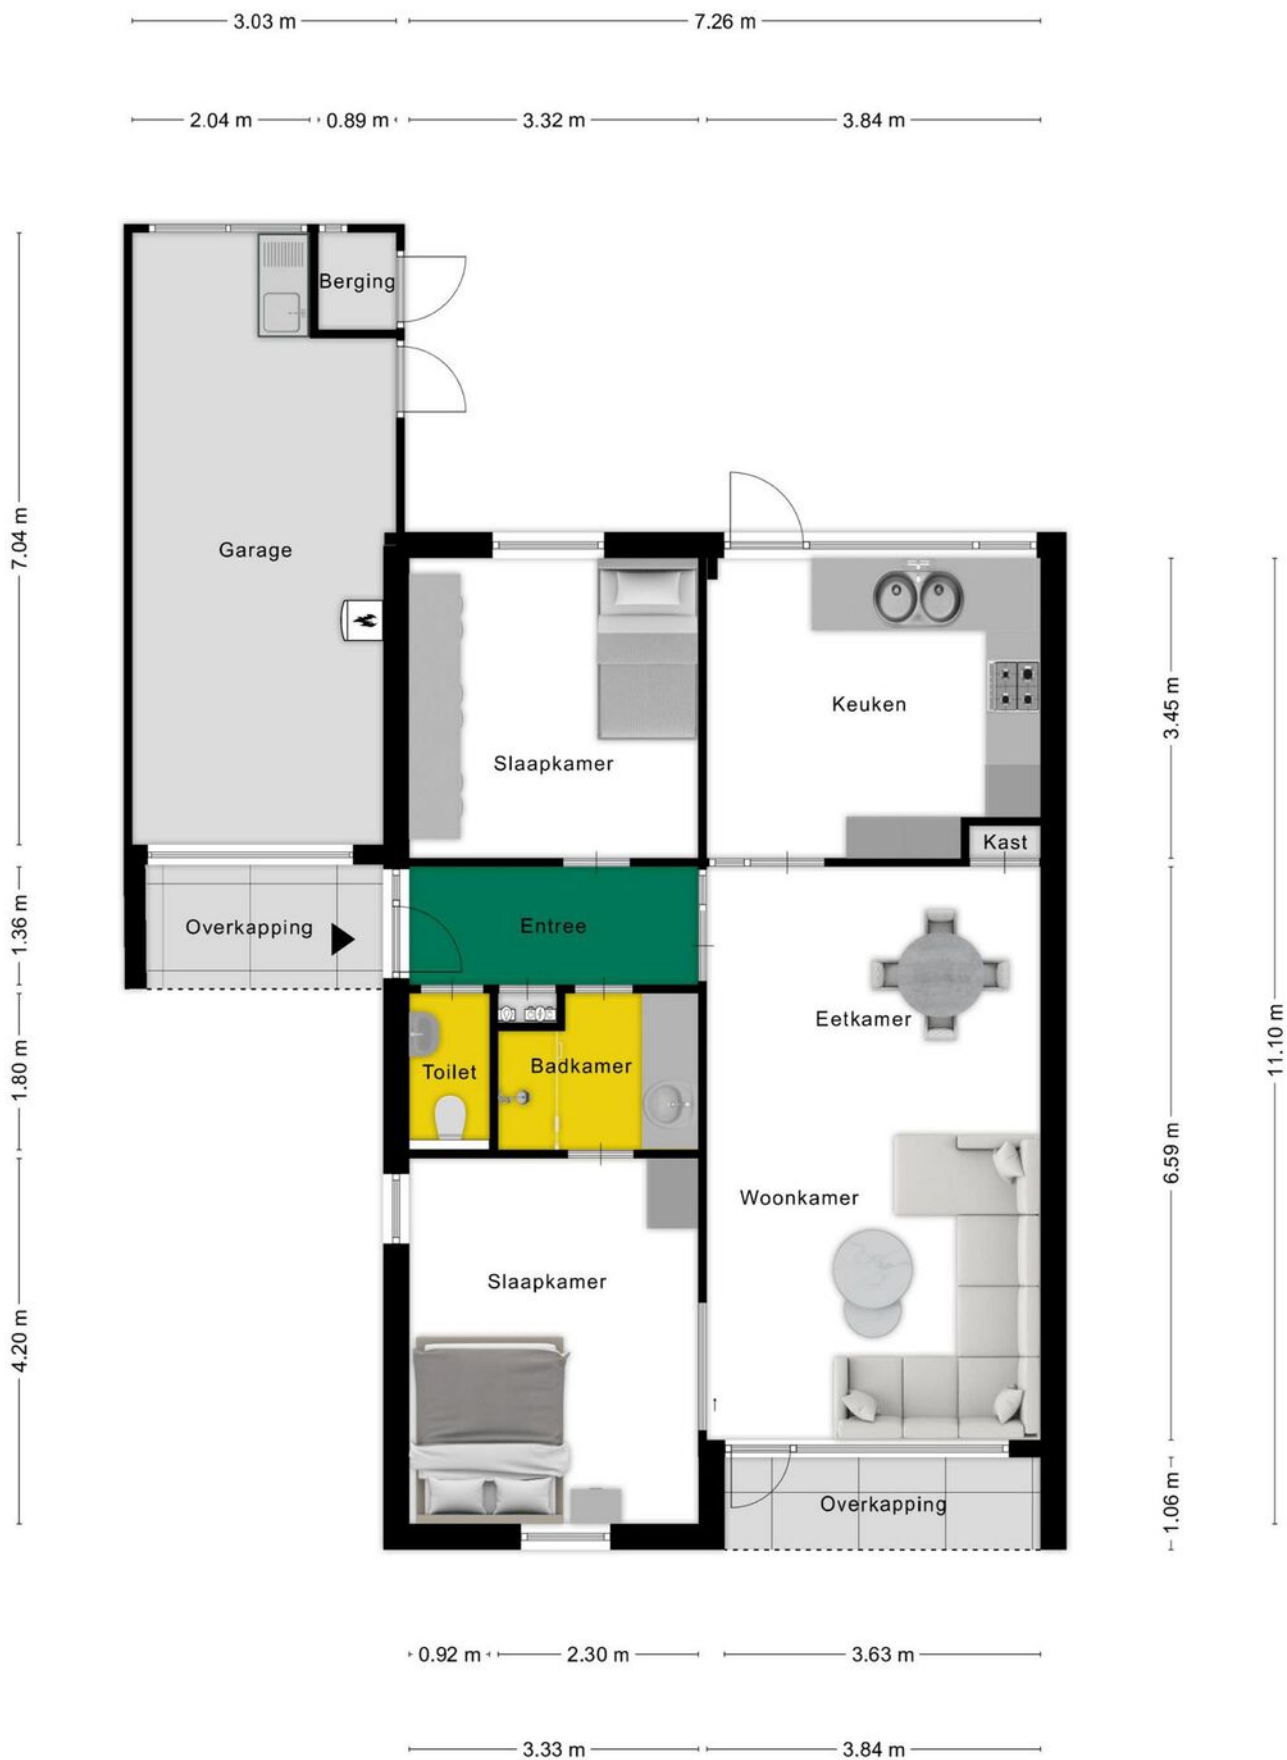 3.03 m
7.26 m
2.04 m
0.89 m
3.32 m
3.84 m
Berging
7.04 m
Garage
Keuken
3.45 m
Slaapkamer
Kast
1.36 m
Overkapping
Entree
Eetkamer
11.10 m
1.80 m
Toilet
Badkamer
6.59 m
Woonkamer
Slaapkamer
4.20 m
1.06 m
Overkapping
0.92 m
2.30 m
3.63 m
3.33 m
3.84 m